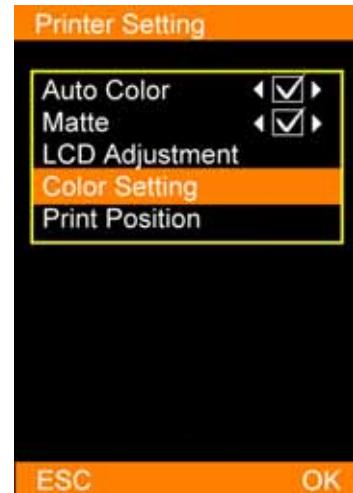 Printer Setting
Auto Color
Matte
LCD Adjustment
Color Setting
Print Position
ESC OK